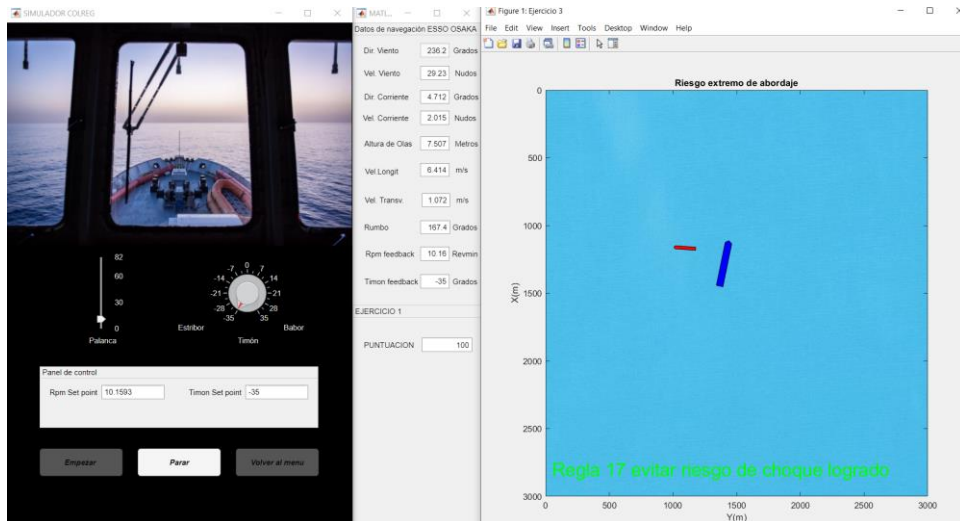 SIMULADOR COLREG
82
60
30
0
Palanca
-7 0 7
-14 14
-21 21
-28 28
-35 35
Estribor Babor
Timón
Panel de control
Rpm Set point 10.1593 Timon Set point -35
Empezar Parar Volver al menu
MATL...
Datos de navegación ESSO OSAKA
Dir. Viento 236.2 Grados
Vel. Viento 29.23 Nudos
Dir. Corriente 4.712 Grados
Vel. Corriente 2.015 Nudos
Altura de Olas 7.507 Metros
Vel.Longit 6.414 m/s
Vel. Transv. 1.072 m/s
Rumbo 167.4 Grados
Rpm feedback 10.16 Revmin
Timon feedback -35 Grados
EJERCICIO 1
PUNTUACION 100
Figure 1: Ejercicio 3
File Edit View Insert Tools Desktop Window Help
Riesgo extremo de abordaje
0
500
1000
1500
2000
2500
3000
X(m)
Regla 17 evitar riesgo de choque logrado
0 500 1000 1500 2000 2500 3000
Y(m)